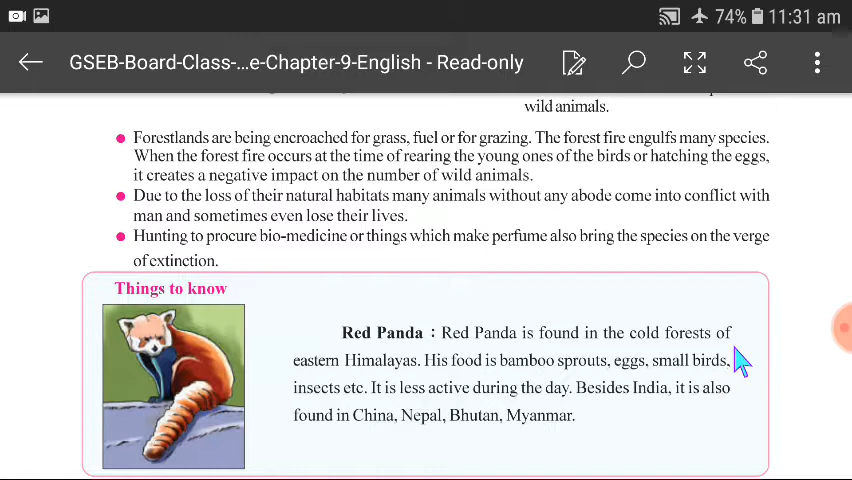 74% 11:31 am
GSEB-Board-Class-...e-Chapter-9-English - Read-only
wild animals.
Forestlands are being encroached for grass, fuel or for grazing. The forest fire engulfs many species.
When the forest fire occurs at the time of rearing the young ones of the birds or hatching the eggs,
it creates a negative impact on the number of wild animals.
Due to the loss of their natural habitats many animals without any abode come into conflict with
man and sometimes even lose their lives.
Hunting to procure bio-medicine or things which make perfume also bring the species on the verge
of extinction.
Things to know
Red Panda : Red Panda is found in the cold forests of
eastern Himalayas. His food is bamboo sprouts, eggs, small birds,
insects etc. It is less active during the day. Besides India, it is also
found in China, Nepal, Bhutan, Myanmar.